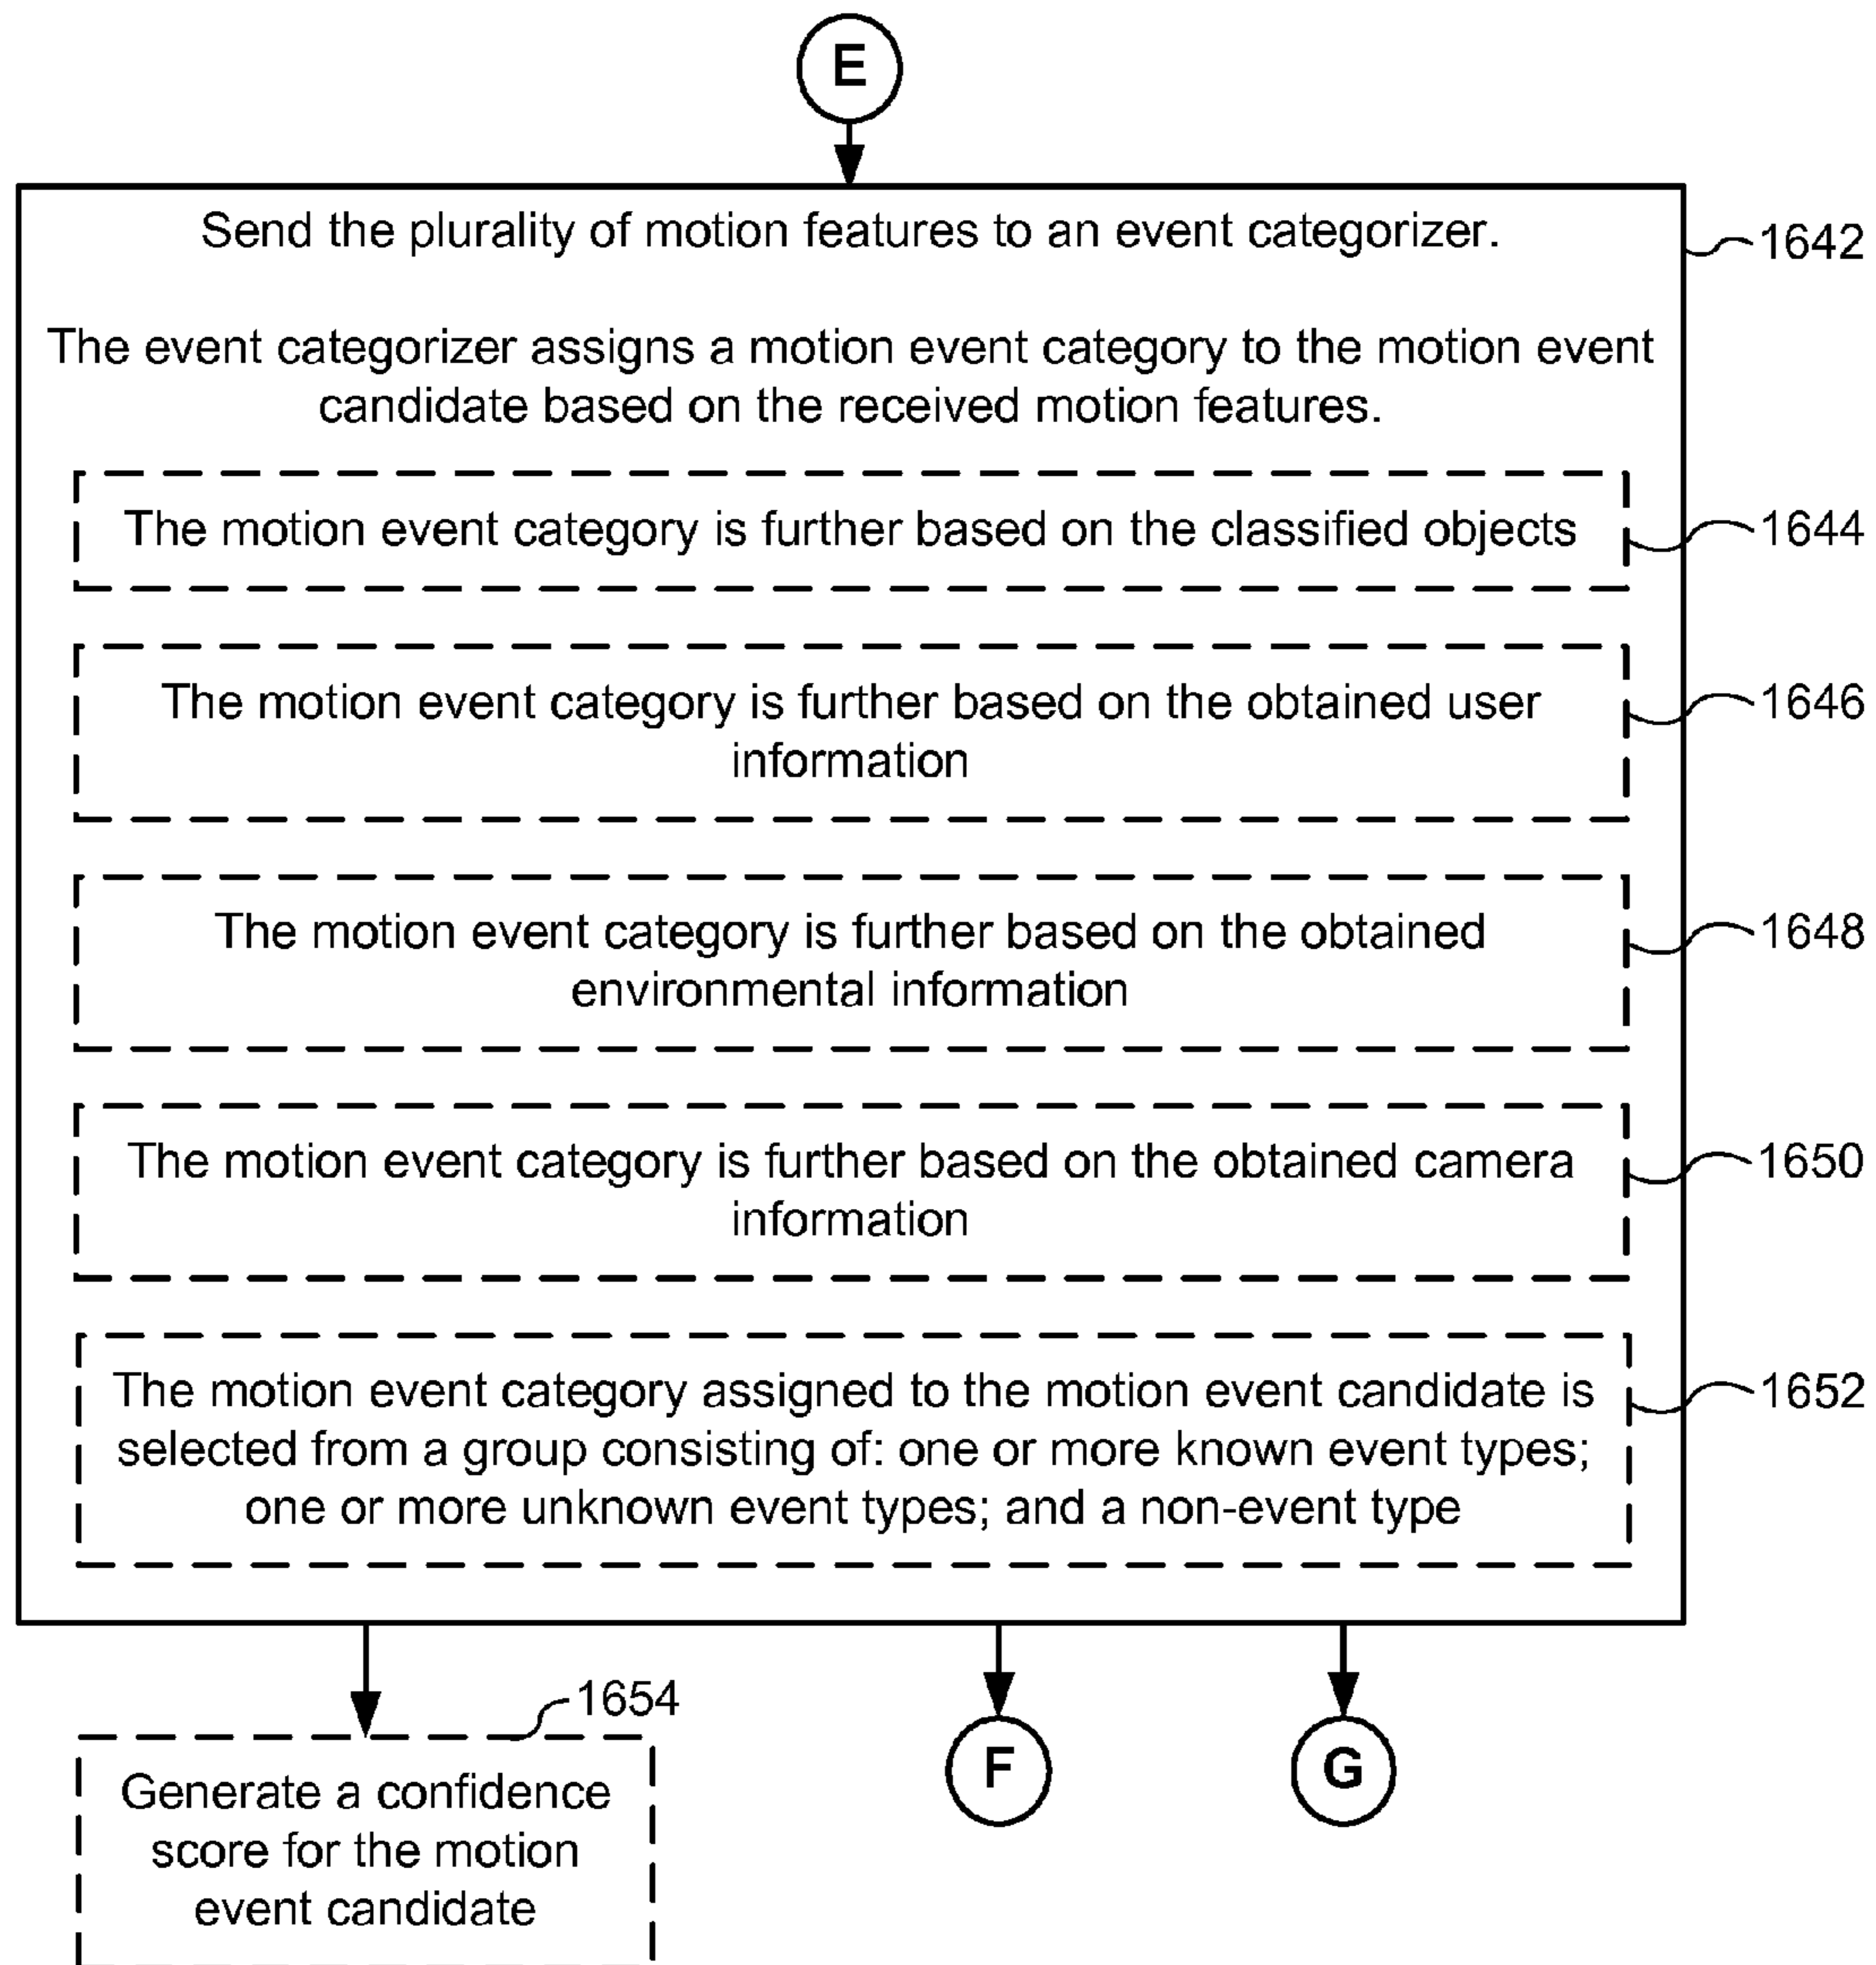 E
Send the plurality of motion features to an event categorizer.
1642
The event categorizer assigns a motion event category to the motion event
candidate based on the received motion features.
The motion event category is further based on the classified objects
1644
The motion event category is further based on the obtained user
information
1646
The motion event category is further based on the obtained
environmental information
1648
The motion event category is further based on the obtained camera
information
1650
The motion event category assigned to the motion event candidate is
selected from a group consisting of: one or more known event types;
one or more unknown event types; and a non-event type
1652
1654
Generate a confidence
score for the motion
event candidate
F
G